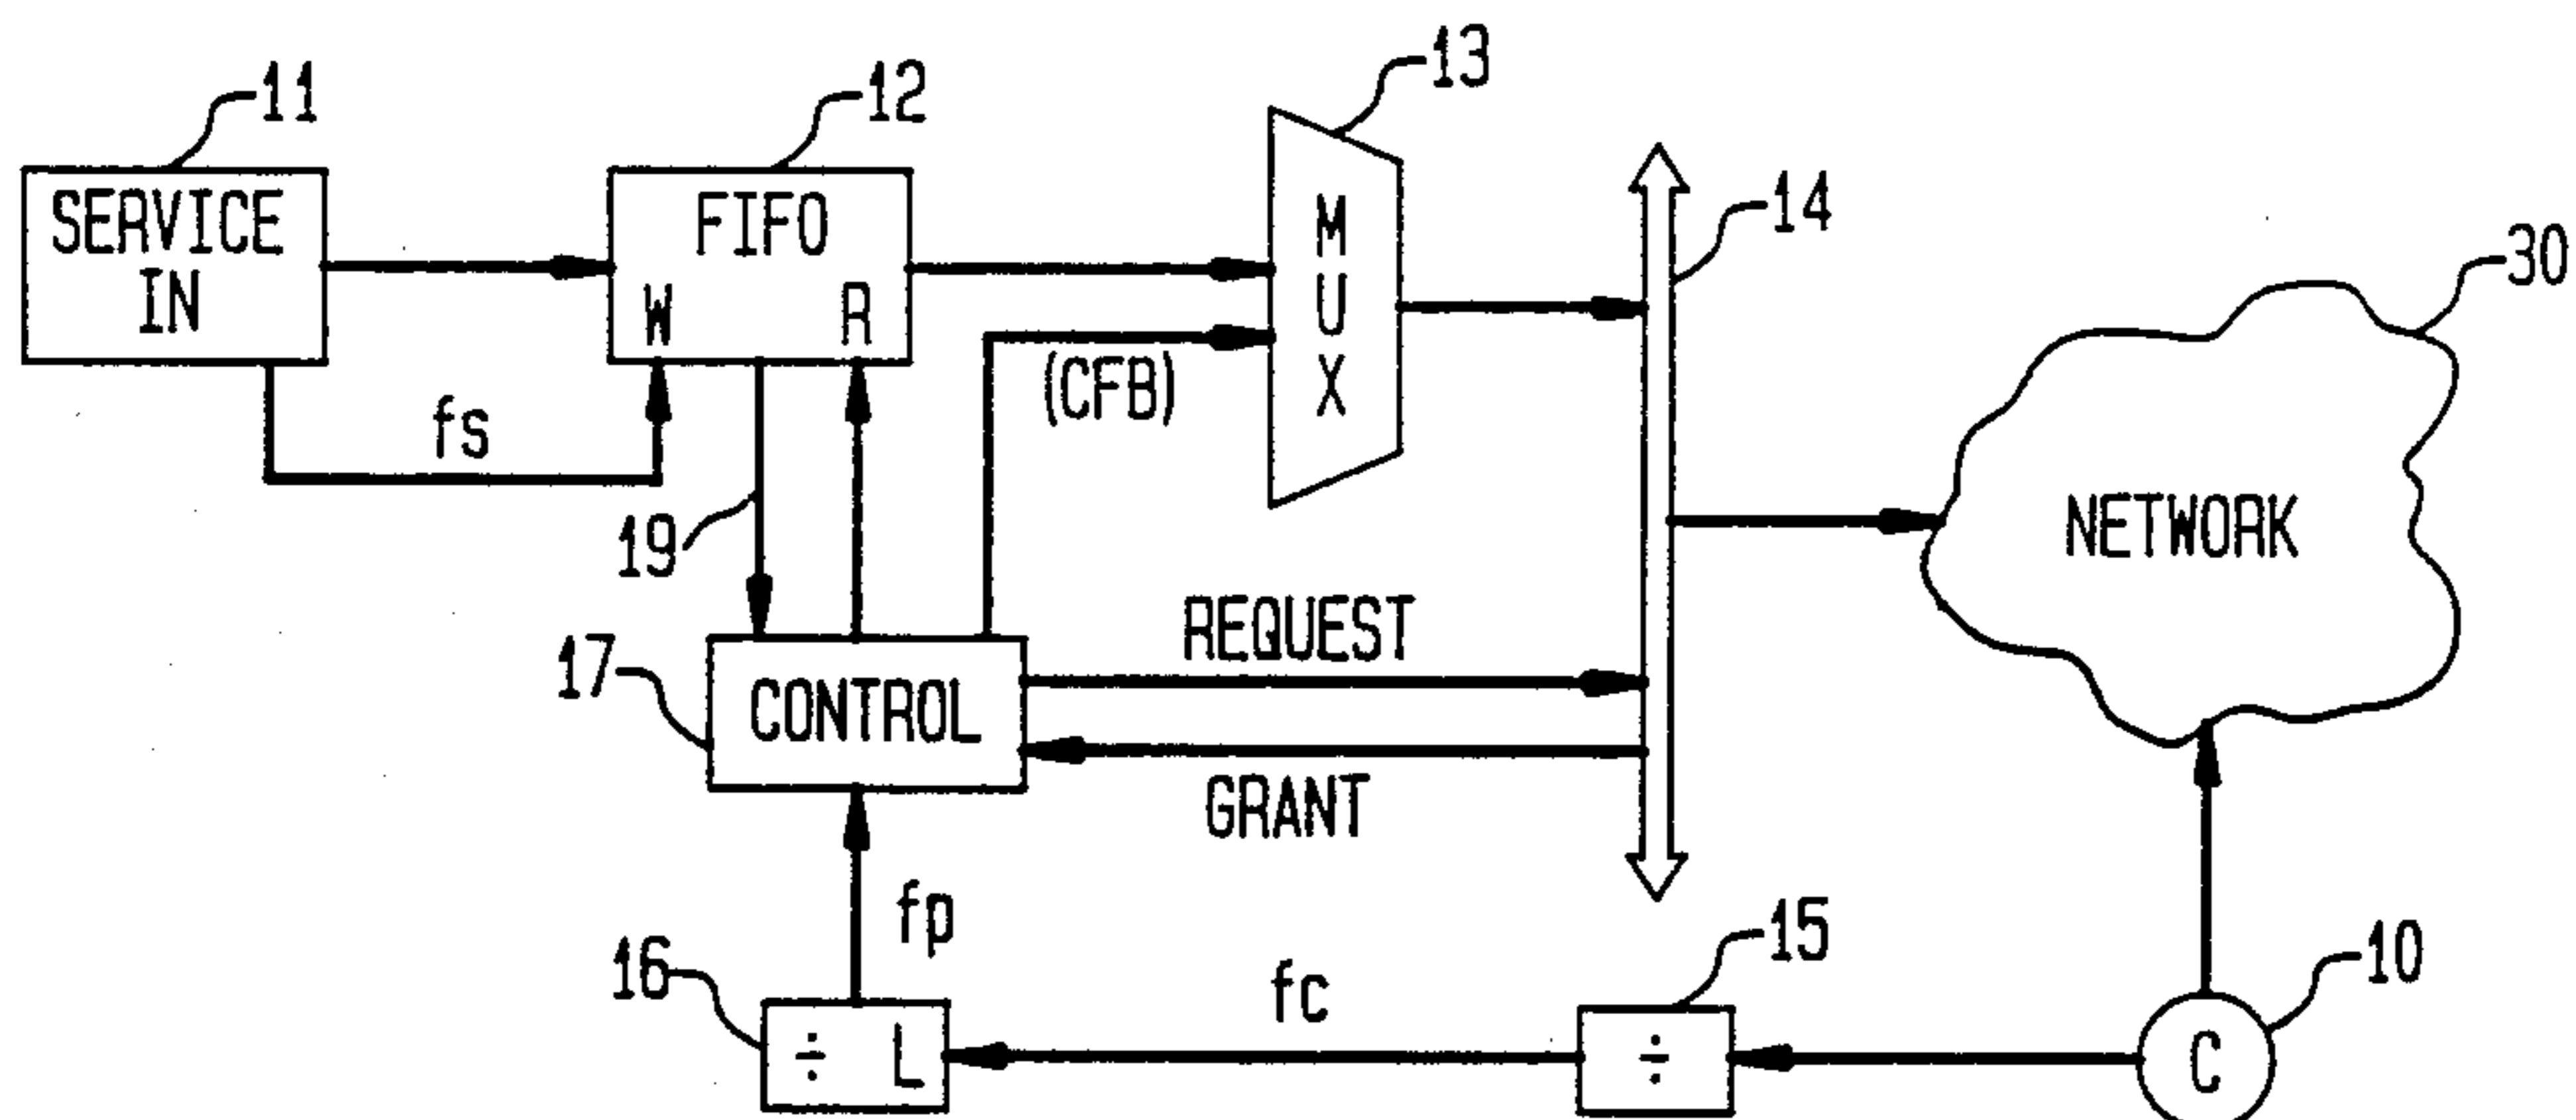 11
12
13
SERVICE
IN
FIFO
W
R
M
U
X
14
30
fs
(CFB)
19
NETWORK
REQUEST
17
CONTROL
GRANT
fp
16
÷ L
fc
15
÷
10
C